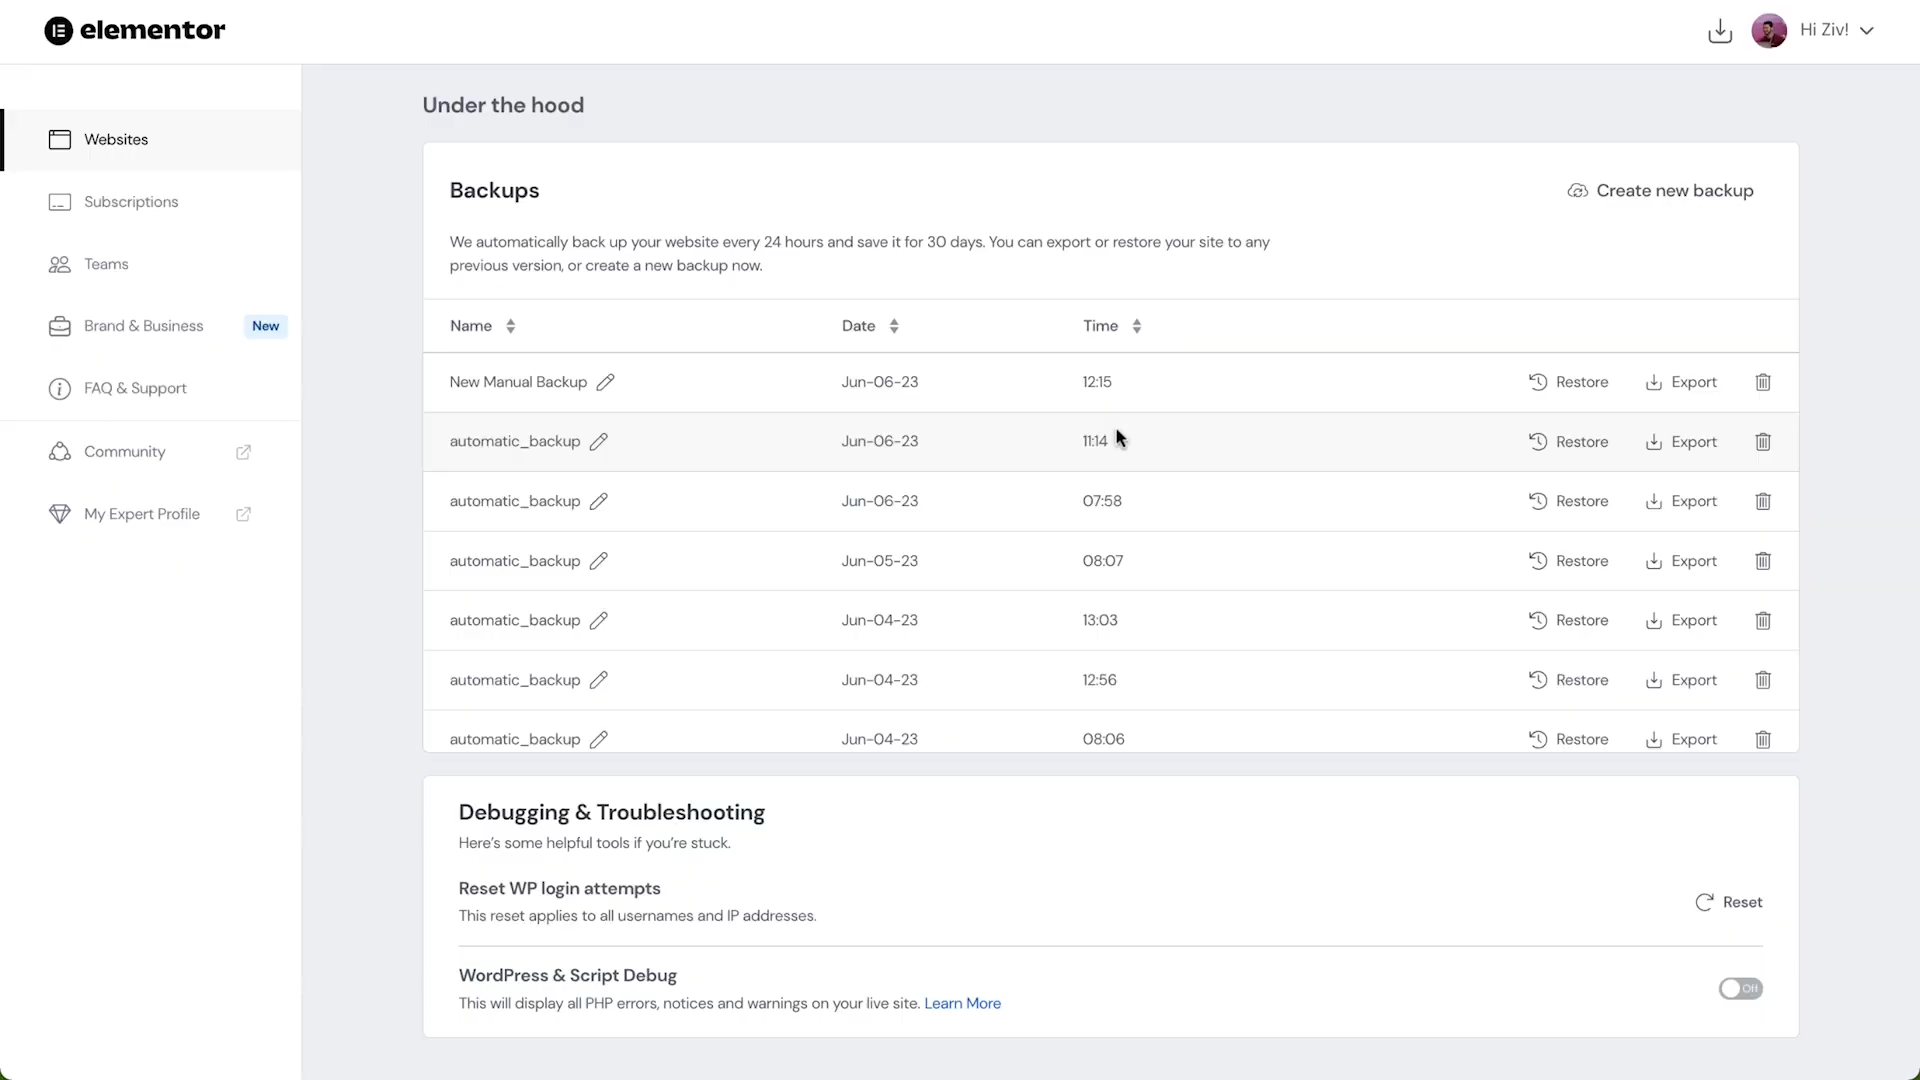 elementor
Hi Ziv!
Websites
Subscriptions
Teams
Brand & Business New
FAQ & Support
Community
My Expert Profile
Under the hood
Backups
Create new backup
We automatically back up your website every 24 hours and save it for 30 days. You can export or restore your site to any
previous version, or create a new backup now.
Name Date Time
New Manual Backup Jun-06-23 12:15 Restore Export
automatic_backup Jun-06-23 11:14 Restore Export
automatic_backup Jun-06-23 07:58 Restore Export
automatic_backup Jun-05-23 08:07 Restore Export
automatic_backup Jun-04-23 13:03 Restore Export
automatic_backup Jun-04-23 12:56 Restore Export
automatic_backup Jun-04-23 08:06 Restore Export
Debugging & Troubleshooting
Here's some helpful tools if you're stuck.
Reset WP login attempts
This reset applies to all usernames and IP addresses.
Reset
WordPress & Script Debug
This will display all PHP errors, notices and warnings on your live site. Learn More
Off